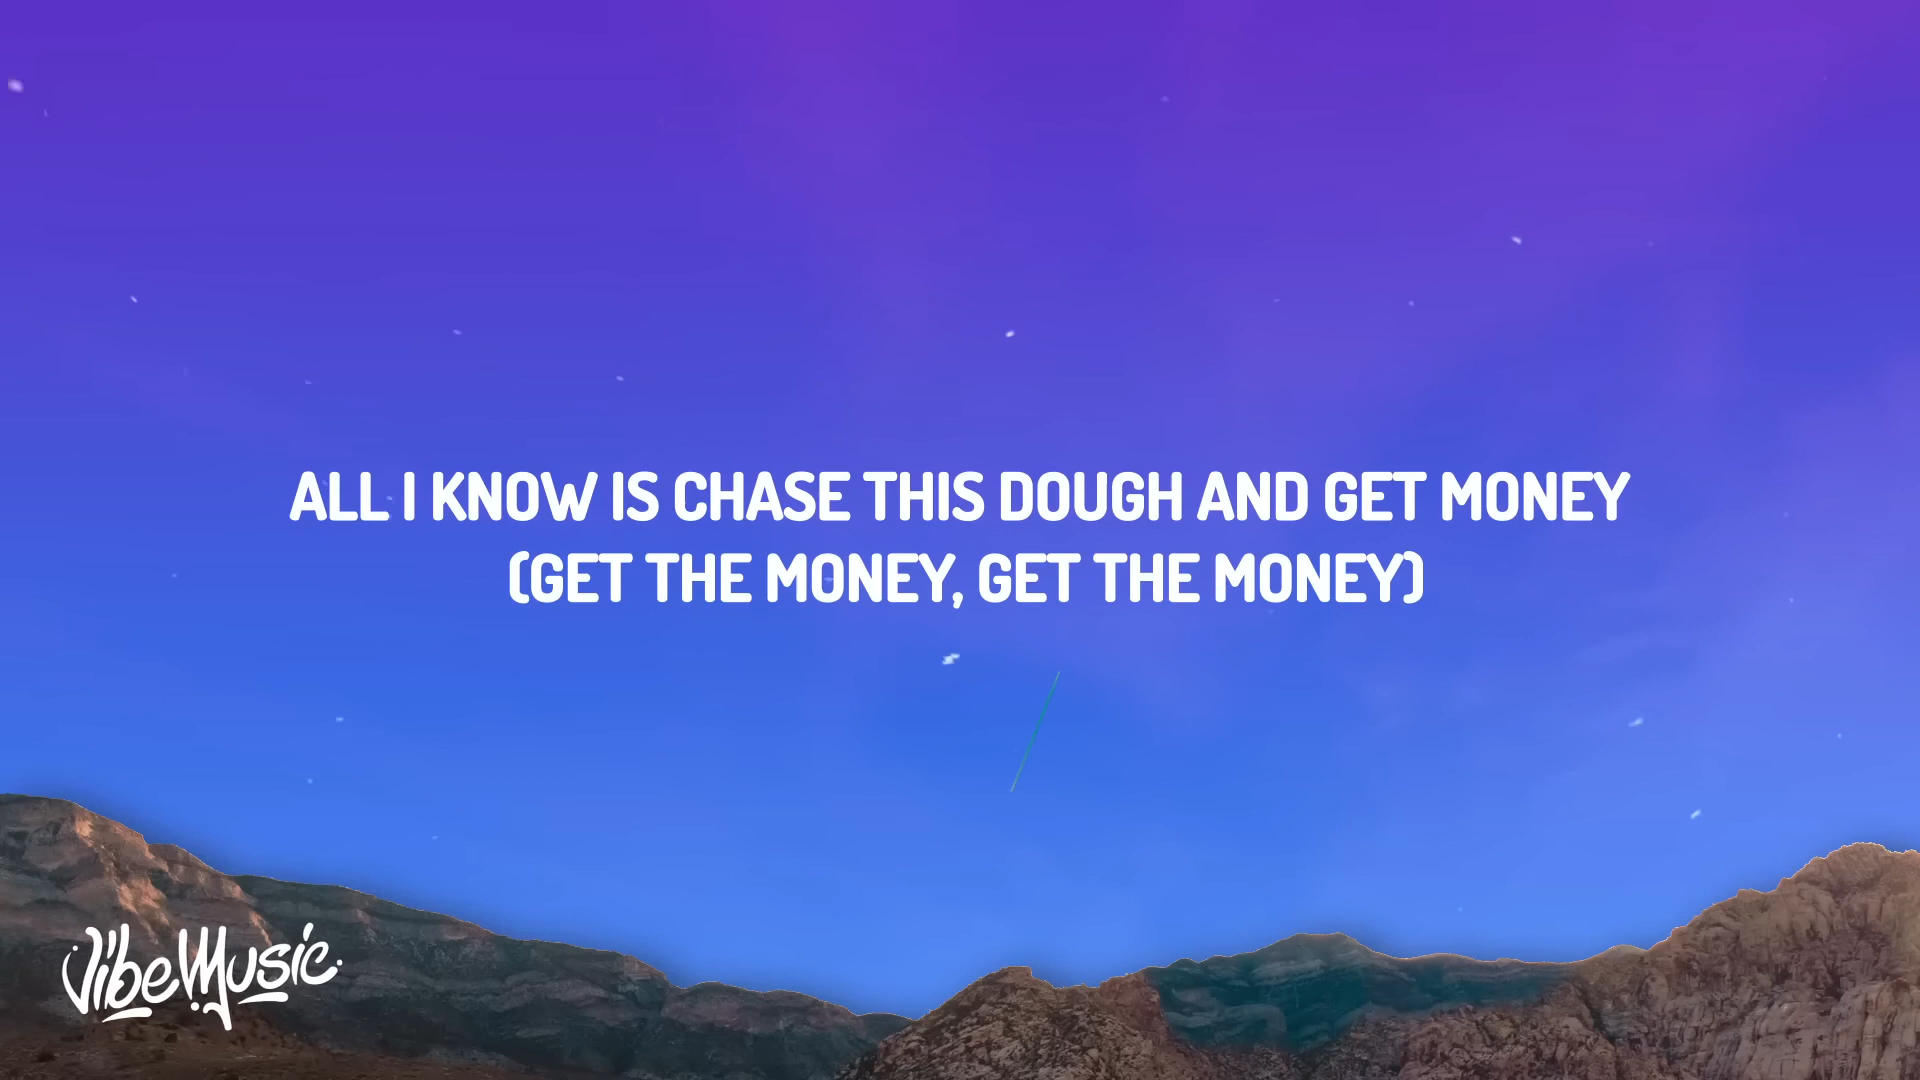 ALL I KNOW IS CHASE THIS DOUGH AND GET MONEY
(GET THE MONEY, GET THE MONEY)
VibeMusic